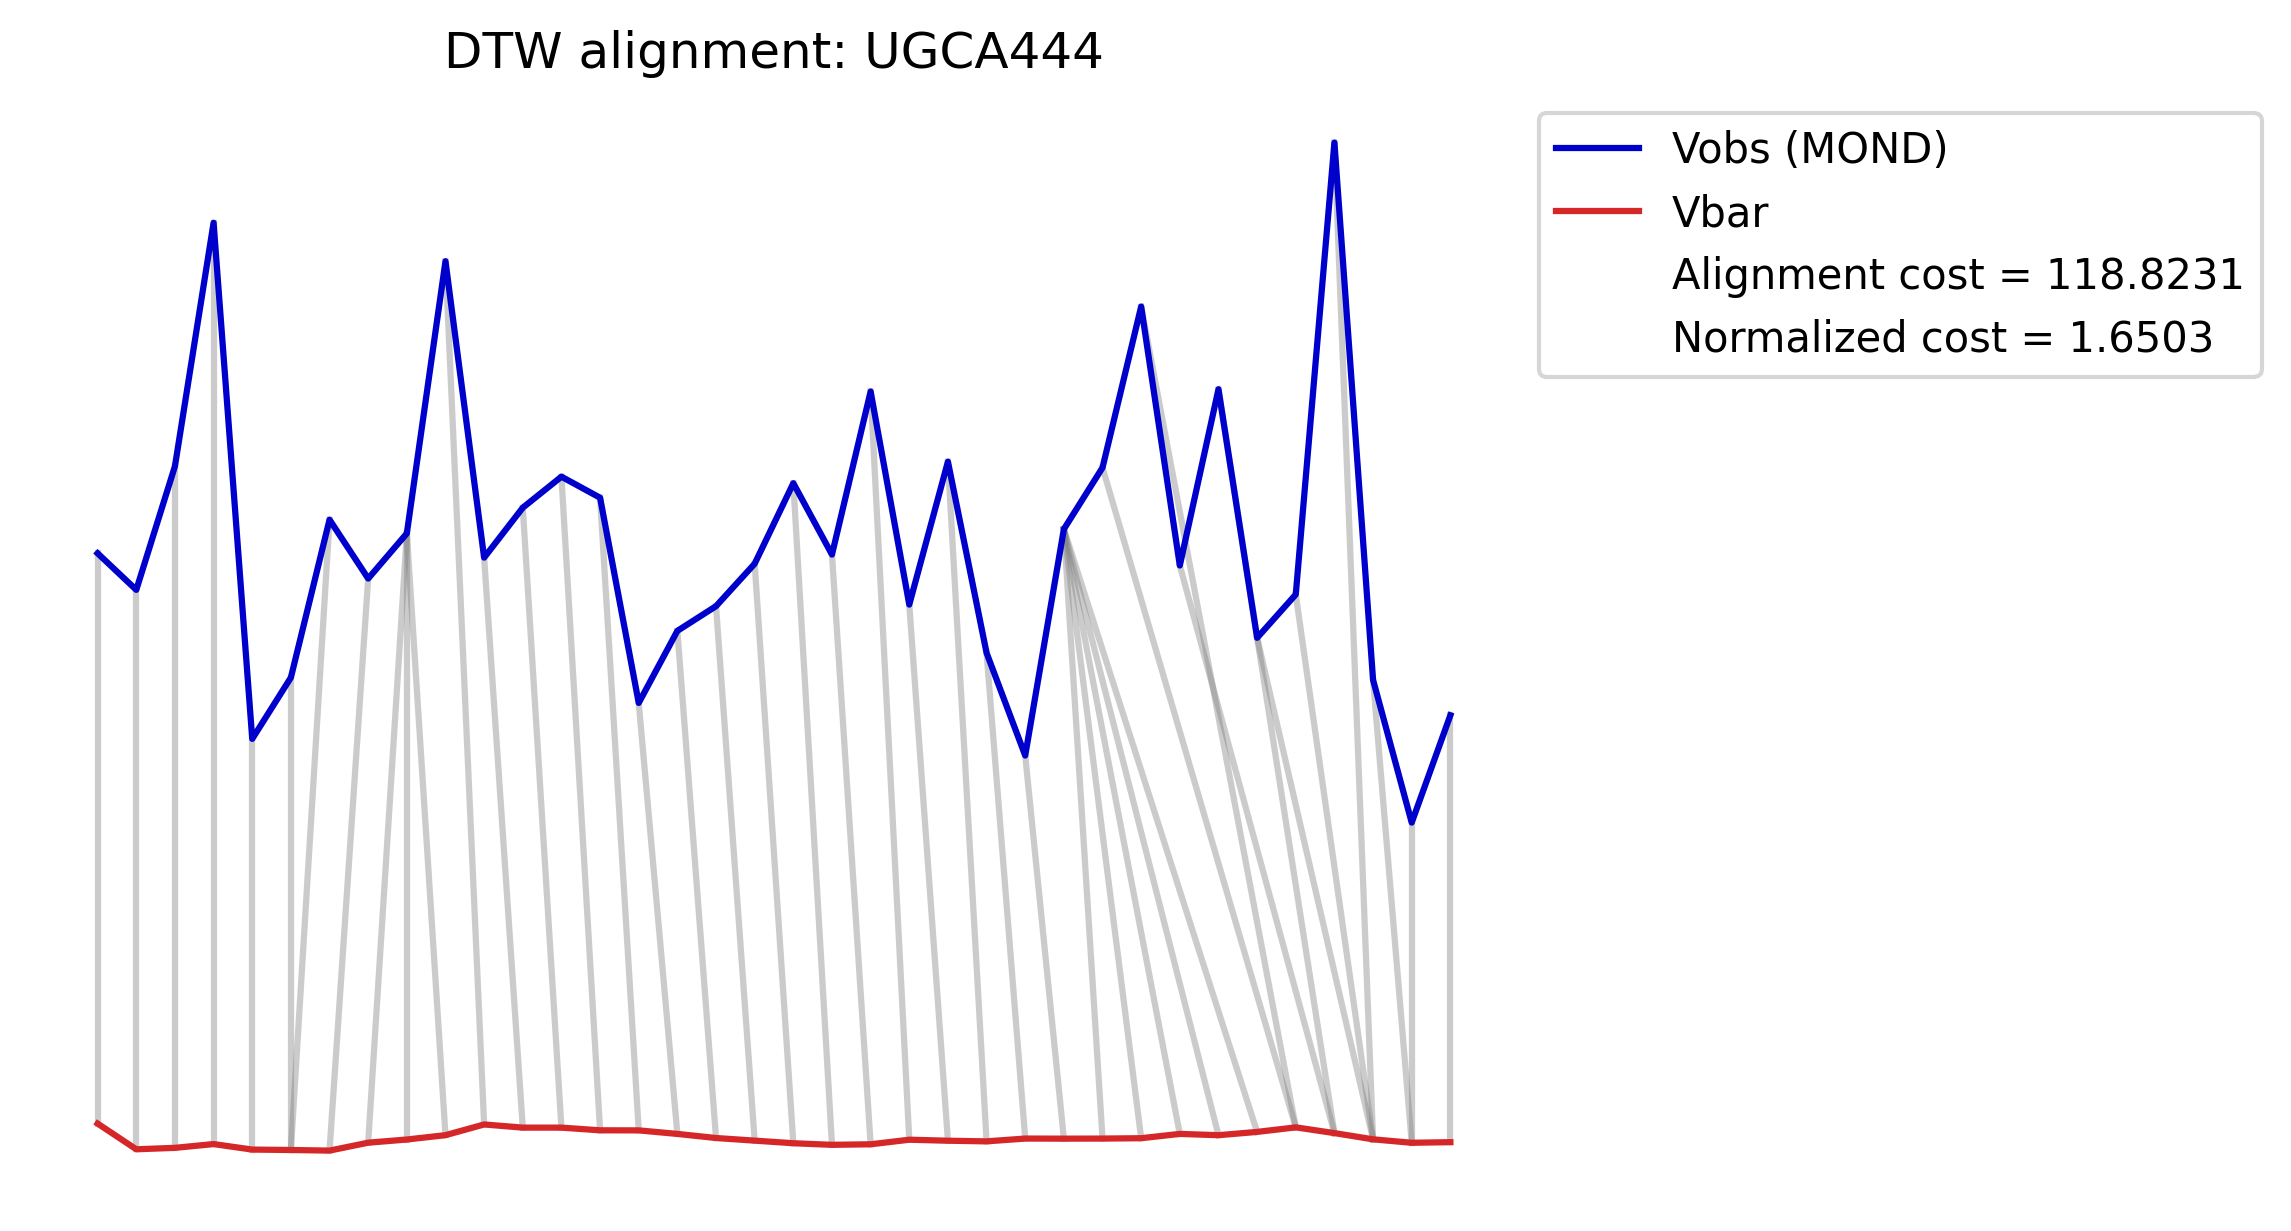 DTW alignment: UGCA444
Vobs (MOND)
Vbar
Alignment cost = 118.8231
Normalized cost = 1.6503